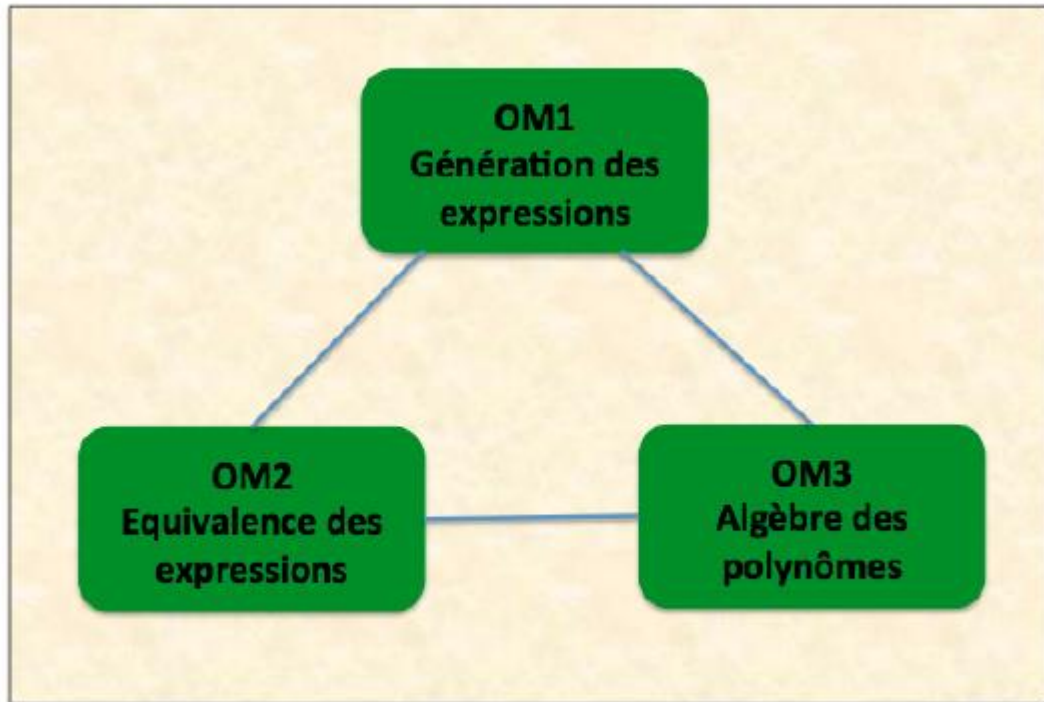 OM1
Génération des
expressions
OM2
Equivalence des
expressions
OM3
Algèbre des
polynômes